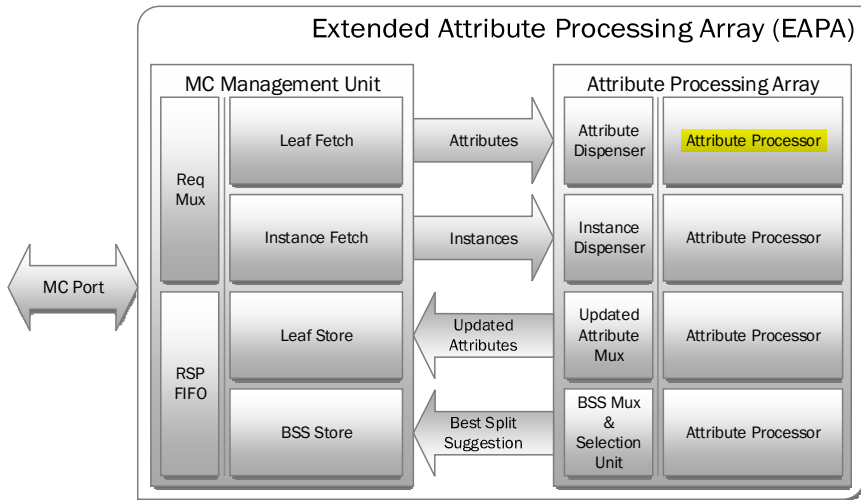 Extended Attribute Processing Array (EAPA)
MC Management Unit
Attribute Processing Array
Req
Mux
Leaf Fetch
Attributes
Attribute
Dispenser
Attribute Processor
Instance Fetch
Instances
Instance
Dispenser
Attribute Processor
MC Port
RSP
FIFO
Leaf Store
Updated
Attributes
Updated
Attribute
Mux
Attribute Processor
BSS Store
Best Split
Suggestion
BSS Mux
&
Selection
Unit
Attribute Processor